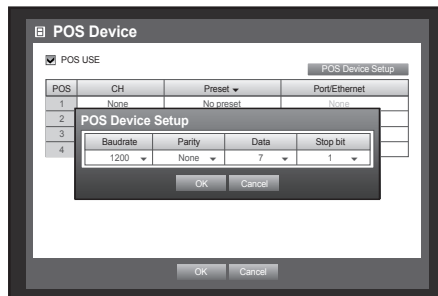 POS Device
POS USE
POS Device Setup
POS CH Preset Port/Ethernet
1 None No preset None
2
3
4
POS Device Setup
Baudrate Parity Data Stop bit
1200 None 7 1
OK Cancel
OK Cancel